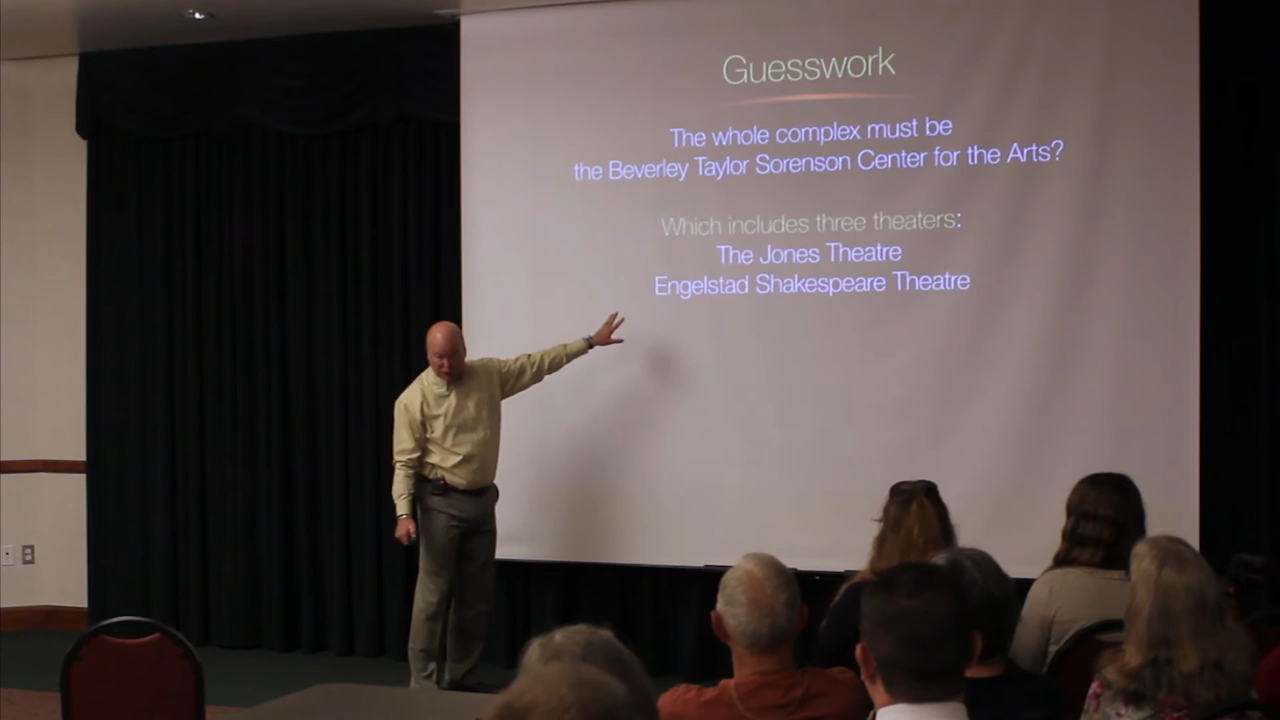 Guesswork
The whole complex must be
the Beverley Taylor Sorenson Center for the Arts?
Which includes three theaters:
The Jones Theatre
Engelstad Shakespeare Theatre